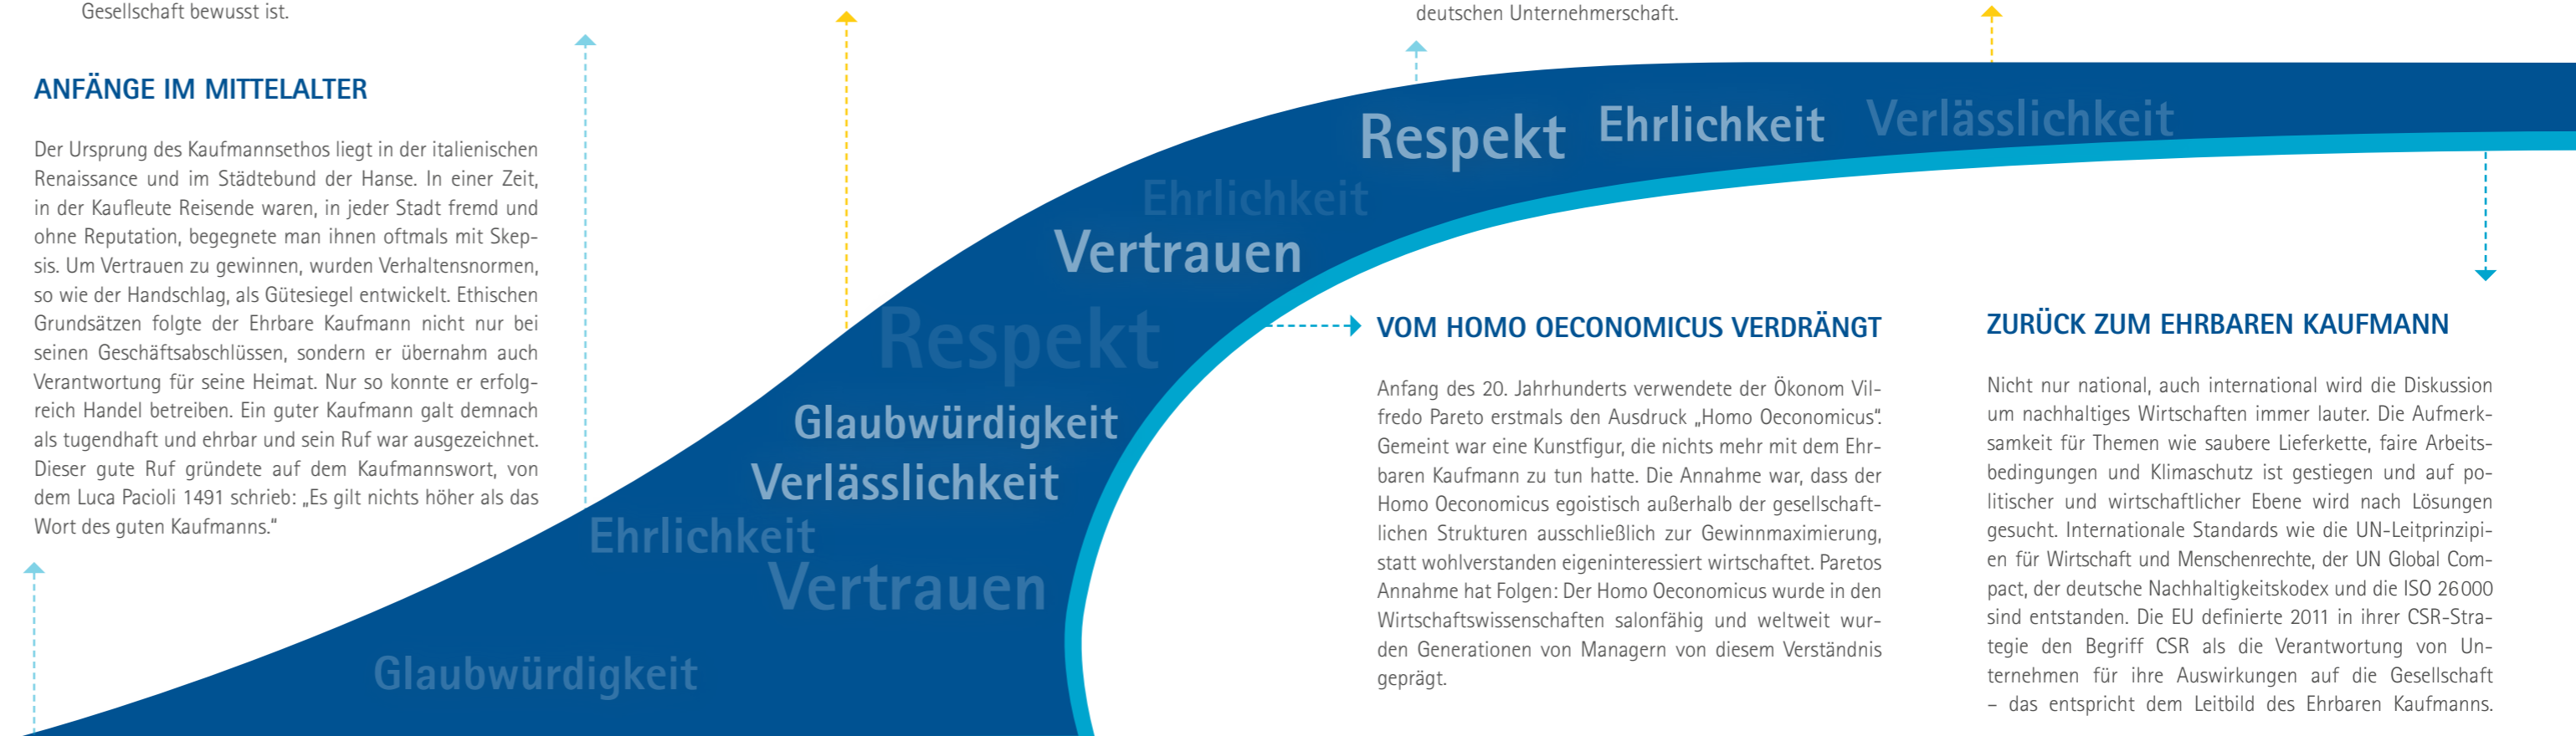 Gesellschaft bewusst ist.
ANFÄNGE IM MITTELALTER
Der Ursprung des Kaufmannsethos liegt in der italienischen
Renaissance und im Städtebund der Hanse. In einer Zeit,
in der Kaufleute Reisende waren, in jeder Stadt fremd und
ohne Reputation, begegnete man ihnen oftmals mit Skep-
sis. Um Vertrauen zu gewinnen, wurden Verhaltensnormen,
so wie der Handschlag, als Gütesiegel entwickelt. Ethischen
Grundsätzen folgte der Ehrbare Kaufmann nicht nur bei
seinen Geschäftsabschlüssen, sondern er übernahm auch
Verantwortung für seine Heimat. Nur so konnte er erfolg-
reich Handel betreiben. Ein guter Kaufmann galt demnach
als tugendhaft und ehrbar und sein Ruf war ausgezeichnet.
Dieser gute Ruf gründete auf dem Kaufmannswort, von
dem Luca Pacioli 1491 schrieb: „Es gilt nichts höher als das
Wort des guten Kaufmanns.“
deutschen Unternehmerschaft.
Respekt Ehrlichkeit Verlässlichkeit
Ehrlichkeit
Vertrauen
Respekt
Glaubwürdigkeit
Verlässlichkeit
Ehrlichkeit
Vertrauen
Glaubwürdigkeit
VOM HOMO OECONOMICUS VERDRÄNGT
Anfang des 20. Jahrhunderts verwendete der Ökonom Vil-
fredo Pareto erstmals den Ausdruck „Homo Oeconomicus“.
Gemeint war eine Kunstfigur, die nichts mehr mit dem Ehr-
baren Kaufmann zu tun hatte. Die Annahme war, dass der
Homo Oeconomicus egoistisch außerhalb der gesellschaft-
lichen Strukturen ausschließlich zur Gewinnmaximierung,
statt wohlverstanden eigeninteressiert wirtschaftet. Paretos
Annahme hat Folgen: Der Homo Oeconomicus wurde in den
Wirtschaftswissenschaften salonfähig und weltweit wur-
den Generationen von Managern von diesem Verständnis
geprägt.
ZURÜCK ZUM EHRBAREN KAUFMANN
Nicht nur national, auch international wird die Diskussion
um nachhaltiges Wirtschaften immer lauter. Die Aufmerk-
samkeit für Themen wie saubere Lieferkette, faire Arbeits-
bedingungen und Klimaschutz ist gestiegen und auf po-
litischer und wirtschaftlicher Ebene wird nach Lösungen
gesucht. Internationale Standards wie die UN-Leitprinzipi-
en für Wirtschaft und Menschenrechte, der UN Global Com-
pact, der deutsche Nachhaltigkeitskodex und die ISO 26000
sind entstanden. Die EU definierte 2011 in ihrer CSR-Stra-
tegie den Begriff CSR als die Verantwortung von Un-
ternehmen für ihre Auswirkungen auf die Gesellschaft
– das entspricht dem Leitbild des Ehrbaren Kaufmanns.